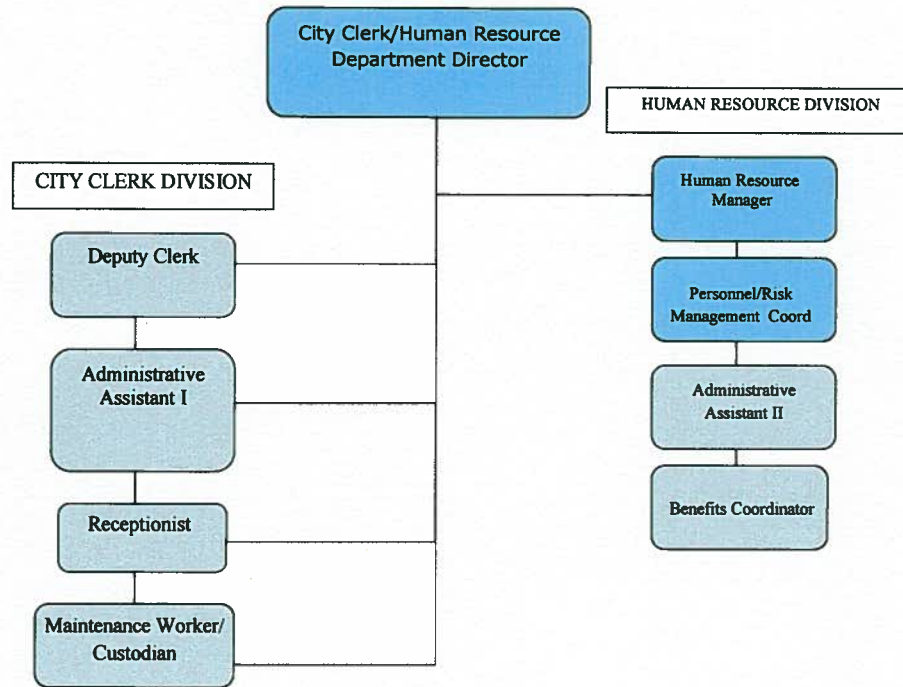 City Clerk/Human Resource
Department Director
HUMAN RESOURCE DIVISION
CITY CLERK DIVISION
Human Resource
Manager
Deputy Clerk
Personnel/Risk
Management Coord
Administrative
Assistant I
Administrative
Assistant II
Receptionist
Benefits Coordinator
Maintenance Worker/
Custodian